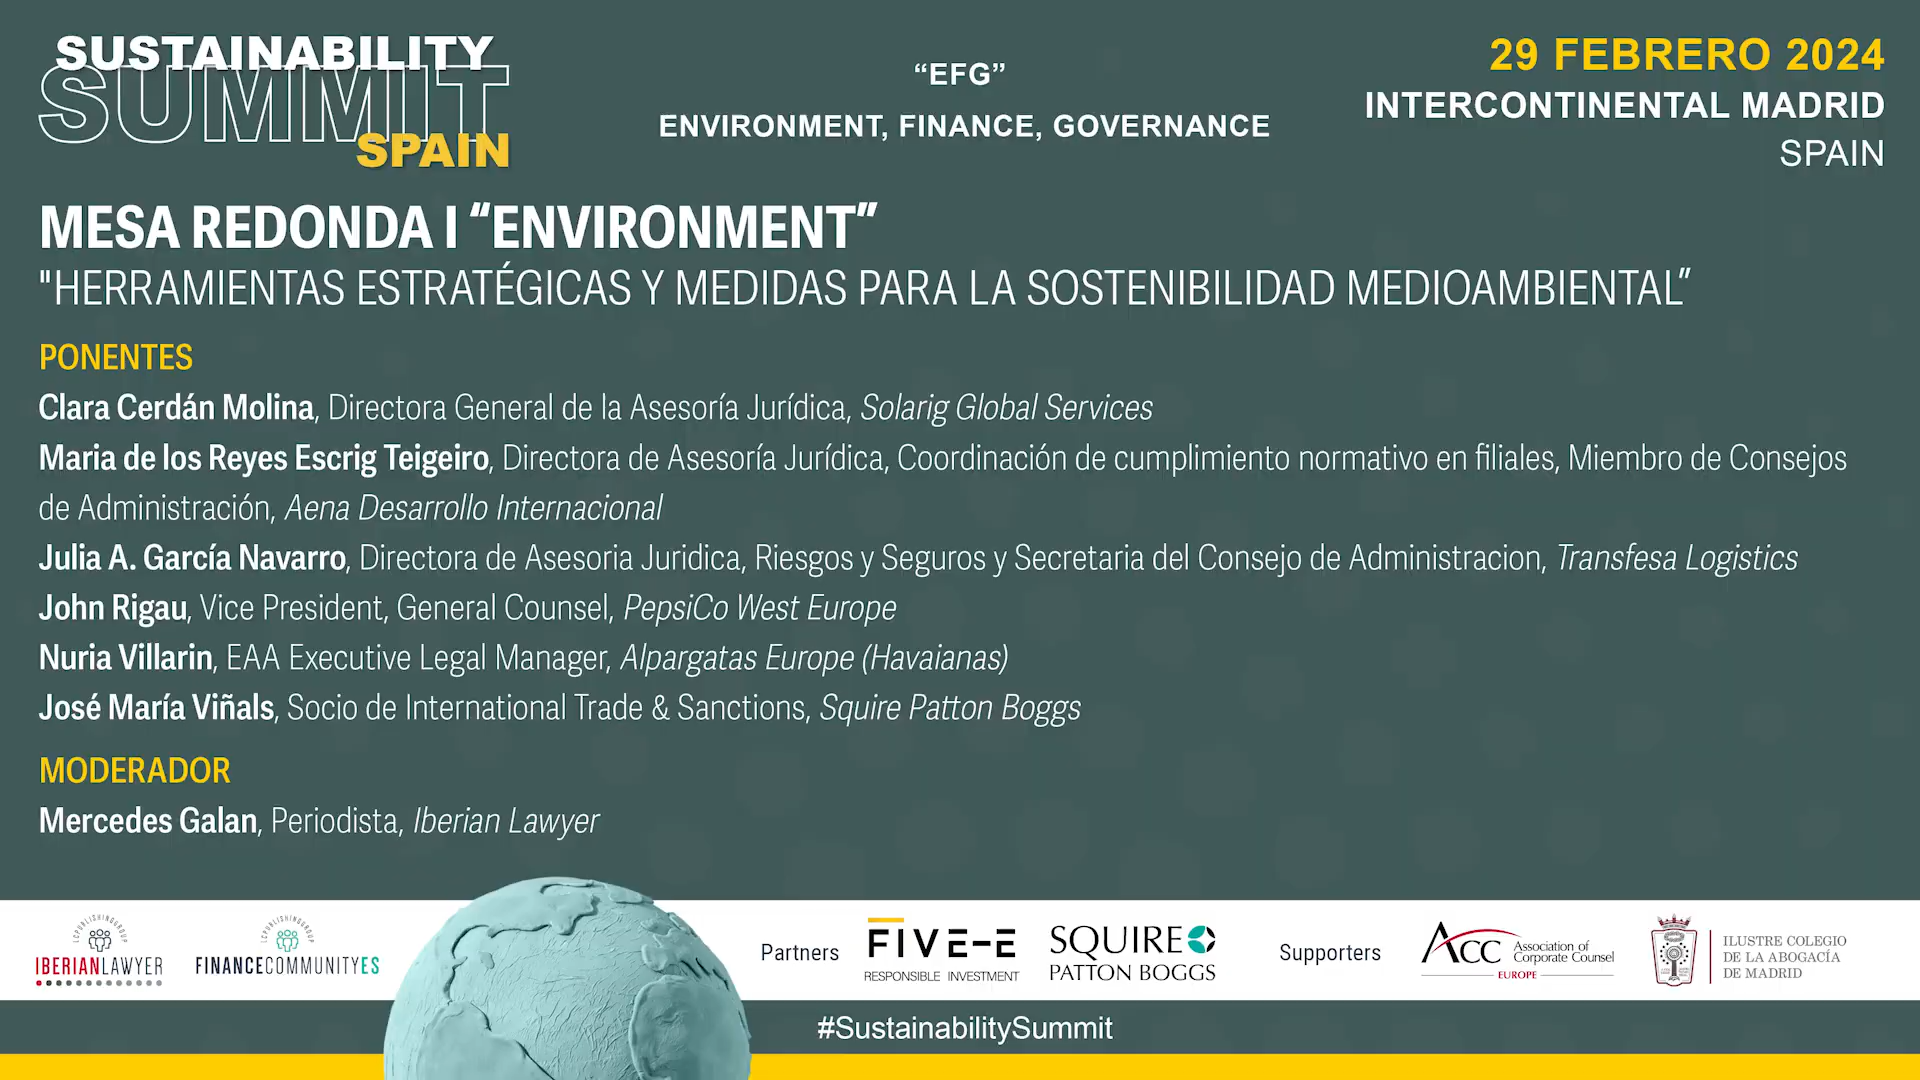 SUSTAINABILITY
SUMMIT
SPAIN
“EFG”
ENVIRONMENT, FINANCE, GOVERNANCE
29 FEBRERO 2024
INTERCONTINENTAL MADRID
SPAIN
MESA REDONDA I “ENVIRONMENT”
"HERRAMIENTAS ESTRATÉGICAS Y MEDIDAS PARA LA SOSTENIBILIDAD MEDIOAMBIENTAL”
PONENTES
Clara Cerdán Molina, Directora General de la Asesoría Jurídica, Solarig Global Services
Maria de los Reyes Escrig Teigeiro, Directora de Asesoría Jurídica, Coordinación de cumplimiento normativo en filiales, Miembro de Consejos
de Administración, Aena Desarrollo Internacional
Julia A. García Navarro, Directora de Asesoria Juridica, Riesgos y Seguros y Secretaria del Consejo de Administracion, Transfesa Logistics
John Rigau, Vice President, General Counsel, PepsiCo West Europe
Nuria Villarin, EAA Executive Legal Manager, Alpargatas Europe (Havaianas)
José María Viñals, Socio de International Trade & Sanctions, Squire Patton Boggs
MODERADOR
Mercedes Galan, Periodista, Iberian Lawyer
LCPUBLISHINGGROUP
IBERIANLAWYER
LCPUBLISHINGGROUP
FINANCECOMMUNITYES
Partners
FIVE-E
RESPONSIBLE INVESTMENT
SQUIRE
PATTON BOGGS
Supporters
ACC
Association of
Corporate Counsel
EUROPE
ILUSTRE COLEGIO
DE LA ABOGACÍA
DE MADRID
#SustainabilitySummit